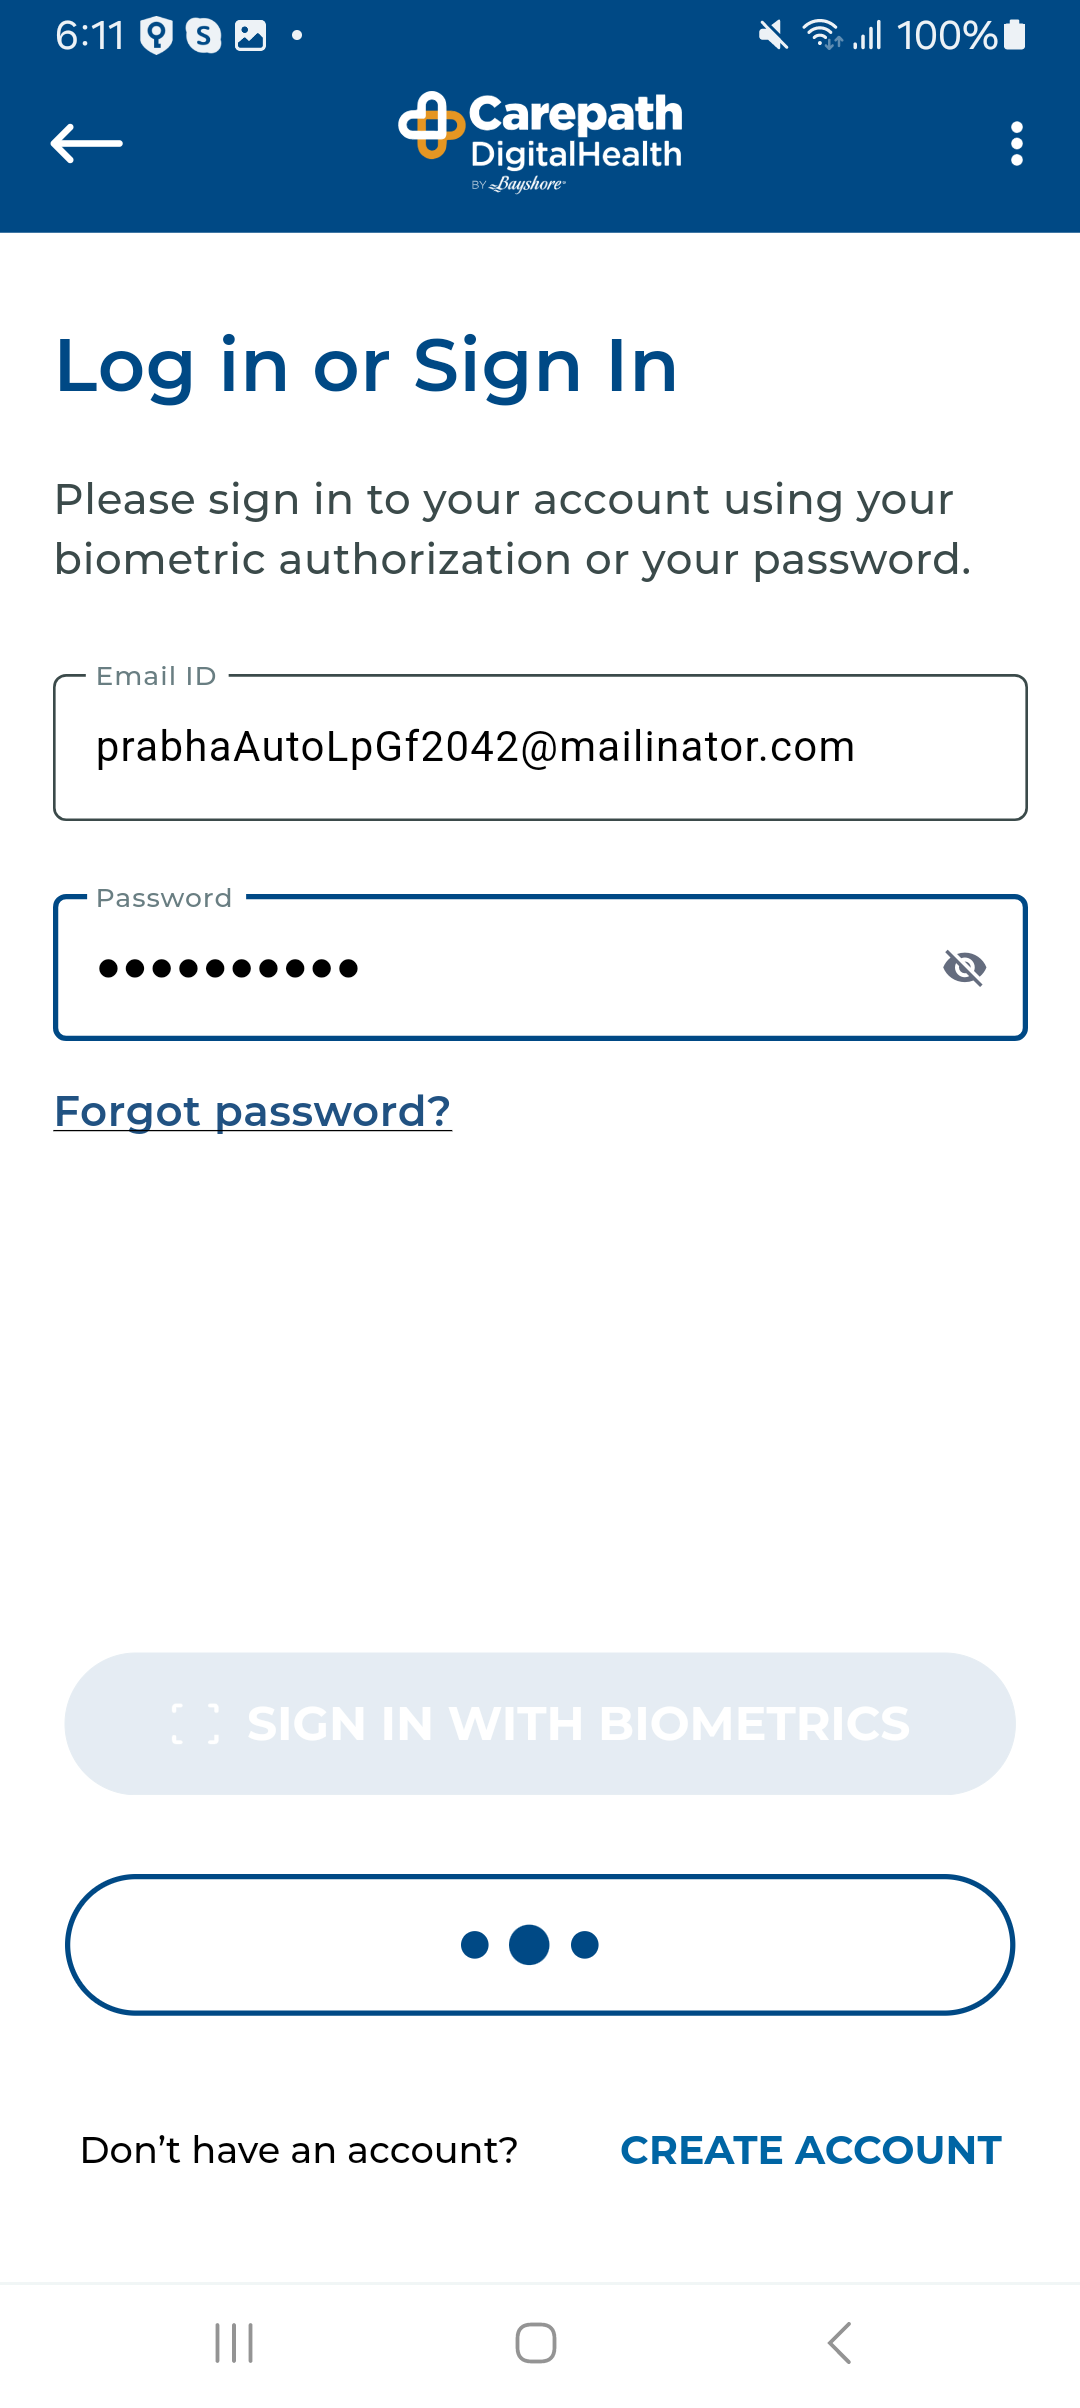 6:11
100%
Carepath
DigitalHealth
BY Bayshore
Log in or Sign In
Please sign in to your account using your
biometric authorization or your password.
Email ID
prabhaAutoLpGf2042@mailinator.com
Password
••••••••••
Forgot password?
SIGN IN WITH BIOMETRICS
Don’t have an account?
CREATE ACCOUNT